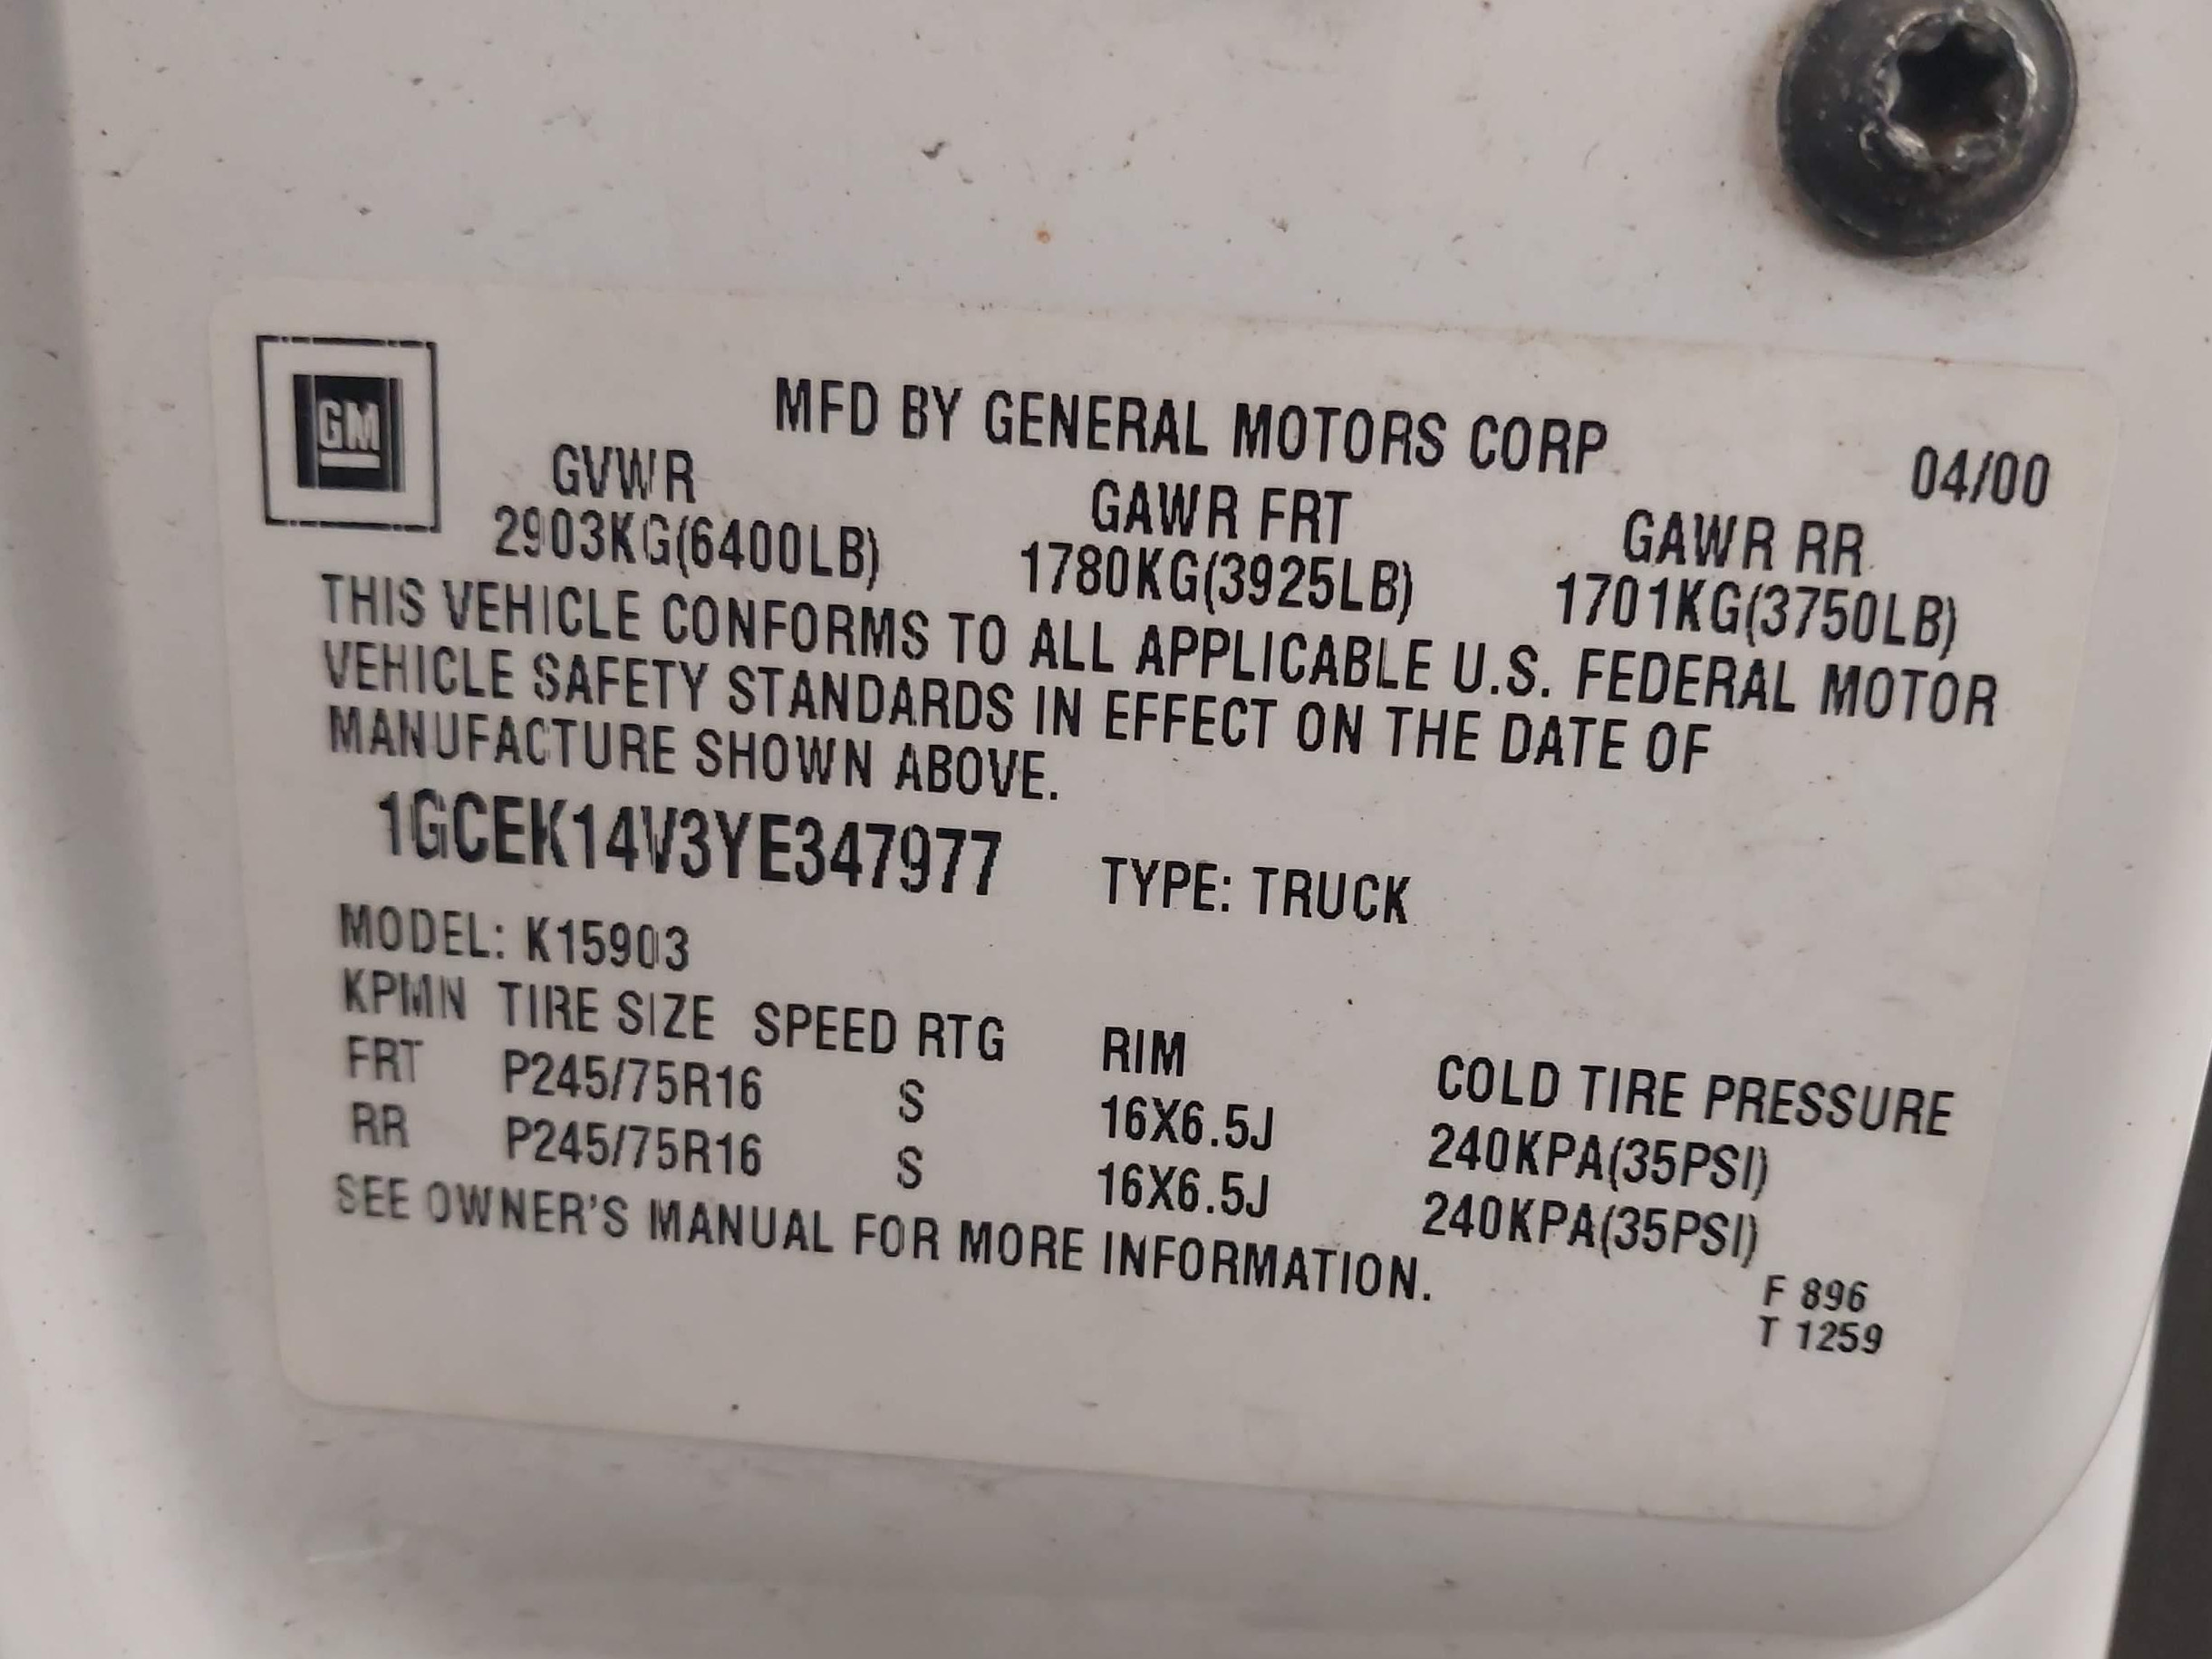 GM
MFD BY GENERAL MOTORS CORP 04/00
GVWR GAWR FRT GAWR RR
2903KG(6400LB) 1780KG(3925LB) 1701KG(3750LB)
THIS VEHICLE CONFORMS TO ALL APPLICABLE U.S. FEDERAL MOTOR
VEHICLE SAFETY STANDARDS IN EFFECT ON THE DATE OF
MANUFACTURE SHOWN ABOVE.
1GCEK14V3YE347977 TYPE: TRUCK
MODEL: K15903
KPMN TIRE SIZE SPEED RTG RIM COLD TIRE PRESSURE
FRT P245/75R16 S 16X6.5J 240KPA(35PSI)
RR P245/75R16 S 16X6.5J 240KPA(35PSI)
SEE OWNER'S MANUAL FOR MORE INFORMATION.
F 896
T 1259